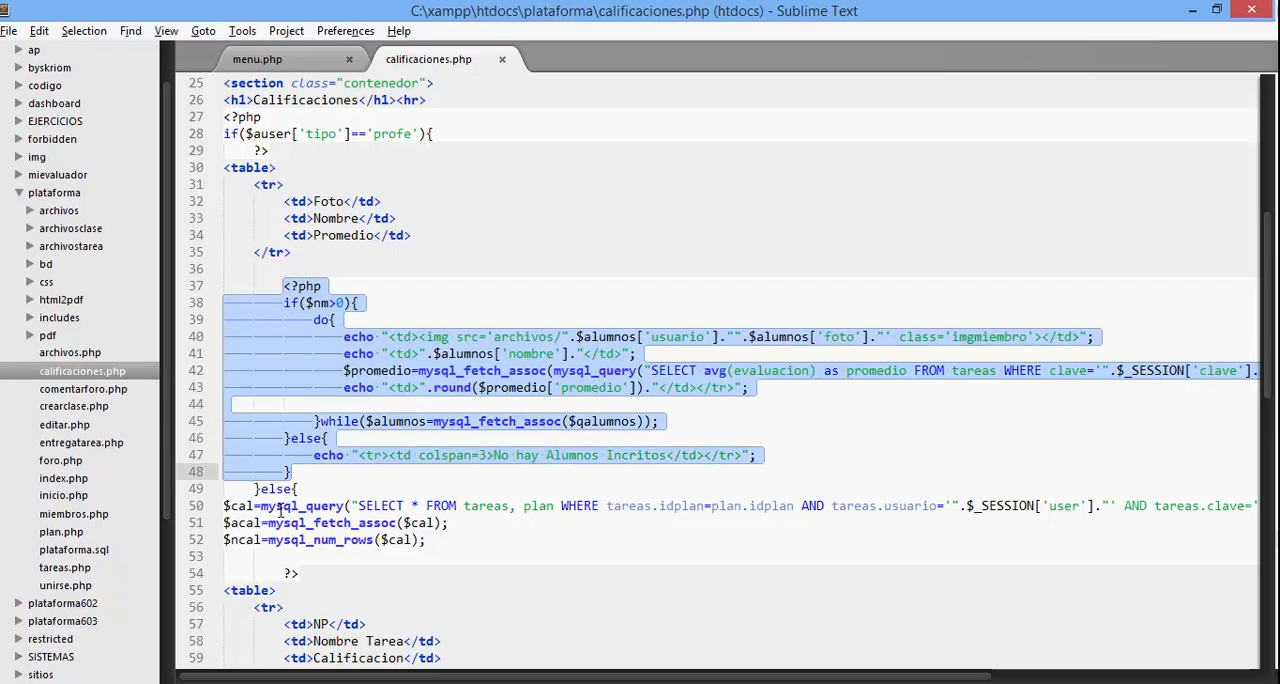 C:\xampp\htdocs\plataforma\calificaciones.php (htdocs) - Sublime Text
File Edit Selection Find View Goto Tools Project Preferences Help
menu.php calificaciones.php
ap
byskriom
codigo
dashboard
EJERCICIOS
forbidden
img
mievaluador
plataforma
archivos
archivosclase
archivostarea
bd
css
html2pdf
includes
pdf
archivos.php
calificaciones.php
comentarforo.php
crearclase.php
editar.php
entregatarea.php
foro.php
index.php
inicio.php
miembros.php
plan.php
plataforma.sql
tareas.php
unirse.php
plataforma602
plataforma603
restricted
SISTEMAS
sitios
25 <section class="contenedor">
26 <h1>Calificaciones</h1><hr>
27 <?php
28 if($auser['tipo']=='profe'){
29 ?>
30 <table>
31 <tr>
32 <td>Foto</td>
33 <td>Nombre</td>
34 <td>Promedio</td>
35 </tr>
36
37 <?php
38 if($nm>0){
39 do{
40 echo "<td><img src='archivos/".$alumnos['usuario']."".$alumnos['foto']."' class='imgmiembro'></td>";
41 echo "<td>".$alumnos['nombre']."</td>";
42 $promedio=mysql_fetch_assoc(mysql_query("SELECT avg(evaluacion) as promedio FROM tareas WHERE clave='".$_SESSION['clave'].
43 echo "<td>".round($promedio['promedio'])."</td></tr>";
44
45 }while($alumnos=mysql_fetch_assoc($qalumnos));
46 }else{
47 echo "<tr><td colspan=3>No hay Alumnos Incritos</td></tr>";
48 }
49 }else{
50 $cal=mysql_query("SELECT * FROM tareas, plan WHERE tareas.idplan=plan.idplan AND tareas.usuario='".$_SESSION['user']."' AND tareas.clave='
51 $acal=mysql_fetch_assoc($cal);
52 $ncal=mysql_num_rows($cal);
53
54 ?>
55 <table>
56 <tr>
57 <td>NP</td>
58 <td>Nombre Tarea</td>
59 <td>Calificacion</td>